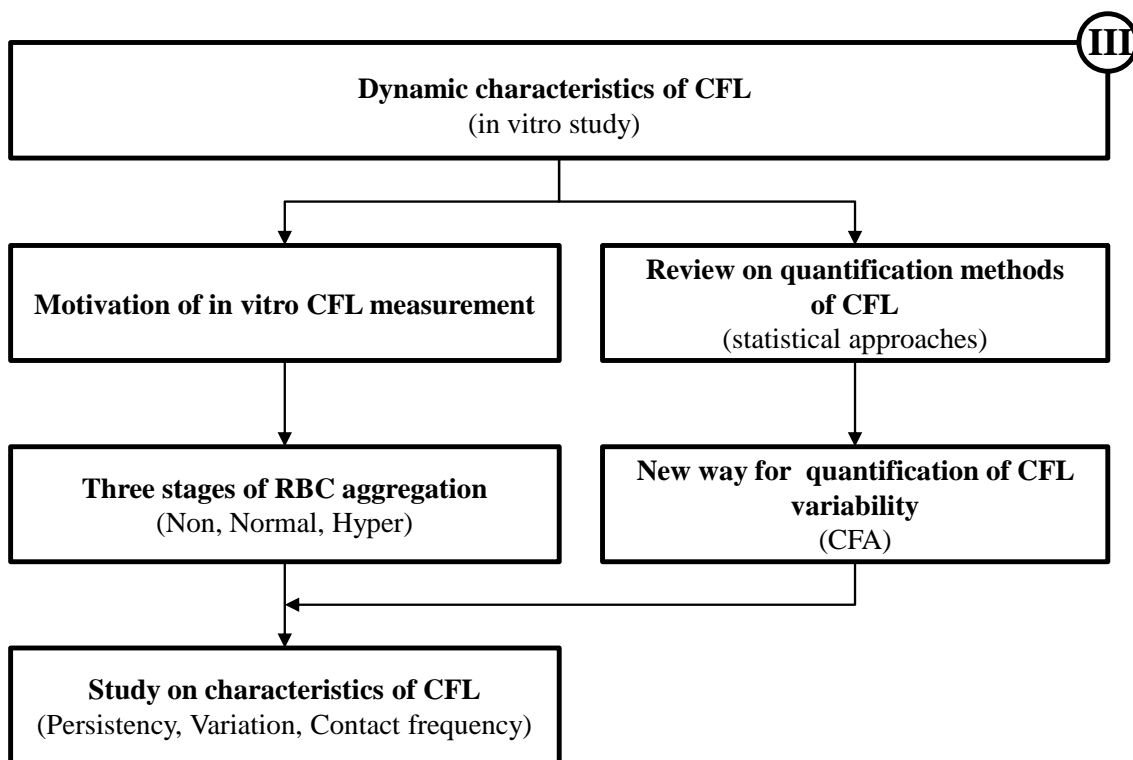 III
Dynamic characteristics of CFL
(in vitro study)
Motivation of in vitro CFL measurement
Review on quantification methods
of CFL
(statistical approaches)
Three stages of RBC aggregation
(Non, Normal, Hyper)
New way for quantification of CFL
variability
(CFA)
Study on characteristics of CFL
(Persistency, Variation, Contact frequency)